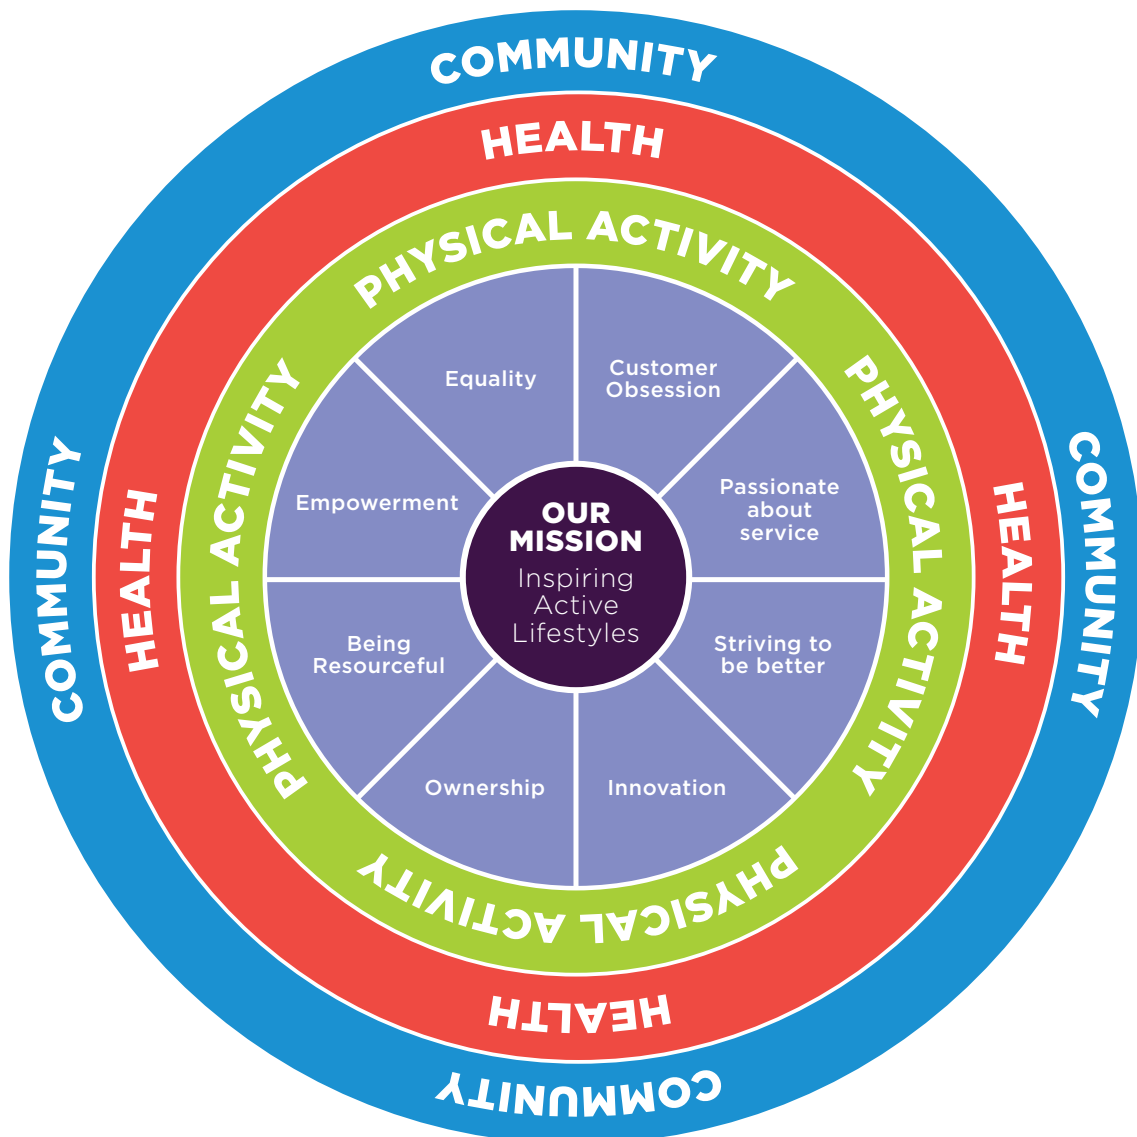 COMMUNITY
HEALTH
PHYSICAL ACTIVITY
Equality
Customer
Obsession
Passionate
about
service
Striving to
be better
Innovation
Ownership
Being
Resourceful
Empowerment
OUR
MISSION
Inspiring
Active
Lifestyles
PHYSICAL ACTIVITY
HEALTH
COMMUNITY
PHYSICAL ACTIVITY
HEALTH
COMMUNITY
PHYSICAL ACTIVITY
HEALTH
COMMUNITY